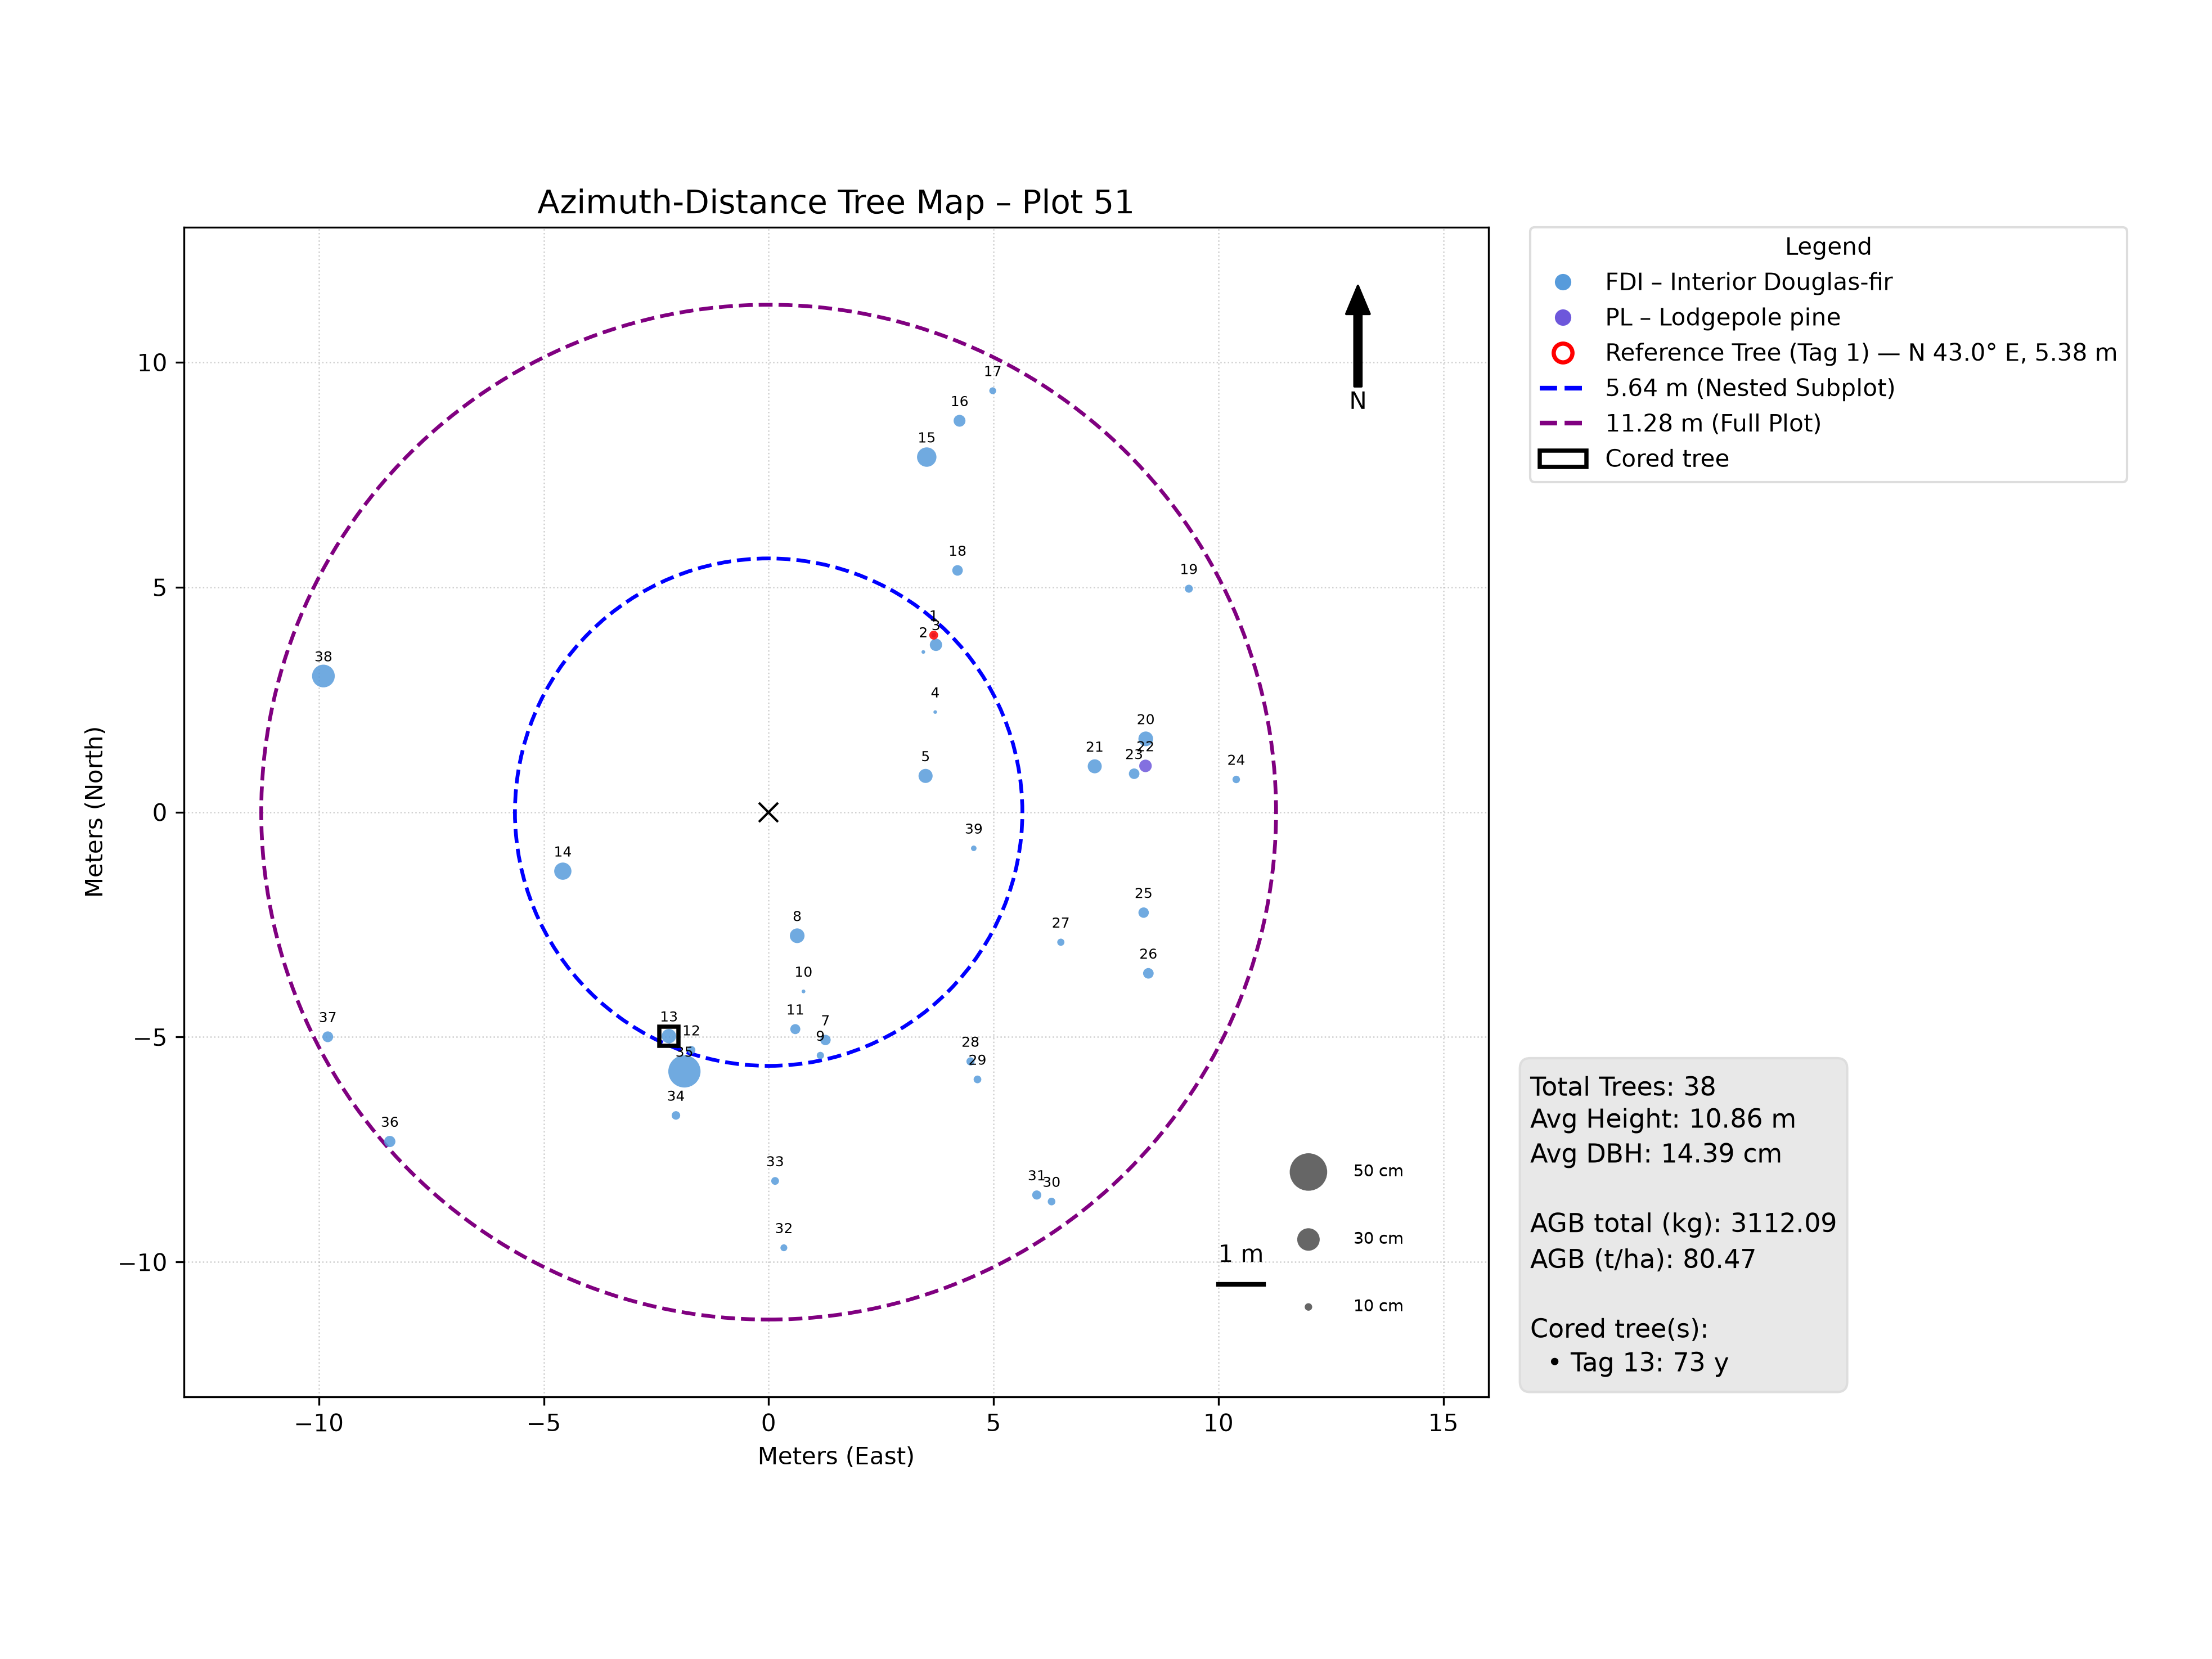 Azimuth-Distance Tree Map – Plot 51
Legend
FDI – Interior Douglas-fir
PL – Lodgepole pine
Reference Tree (Tag 1) — N 43.0° E, 5.38 m
5.64 m (Nested Subplot)
11.28 m (Full Plot)
Cored tree
N
Meters (North)
10
5
0
−5
−10
17
16
15
18
19
1
3
2
38
4
20
21
22
23
5
24
39
14
25
8
27
26
10
11
7
37
13
12
9
28
35
29
34
36
33
31
30
32
50 cm
30 cm
1 m
10 cm
−10
−5
0
5
10
15
Meters (East)
Total Trees: 38
Avg Height: 10.86 m
Avg DBH: 14.39 cm
AGB total (kg): 3112.09
AGB (t/ha): 80.47
Cored tree(s):
• Tag 13: 73 y